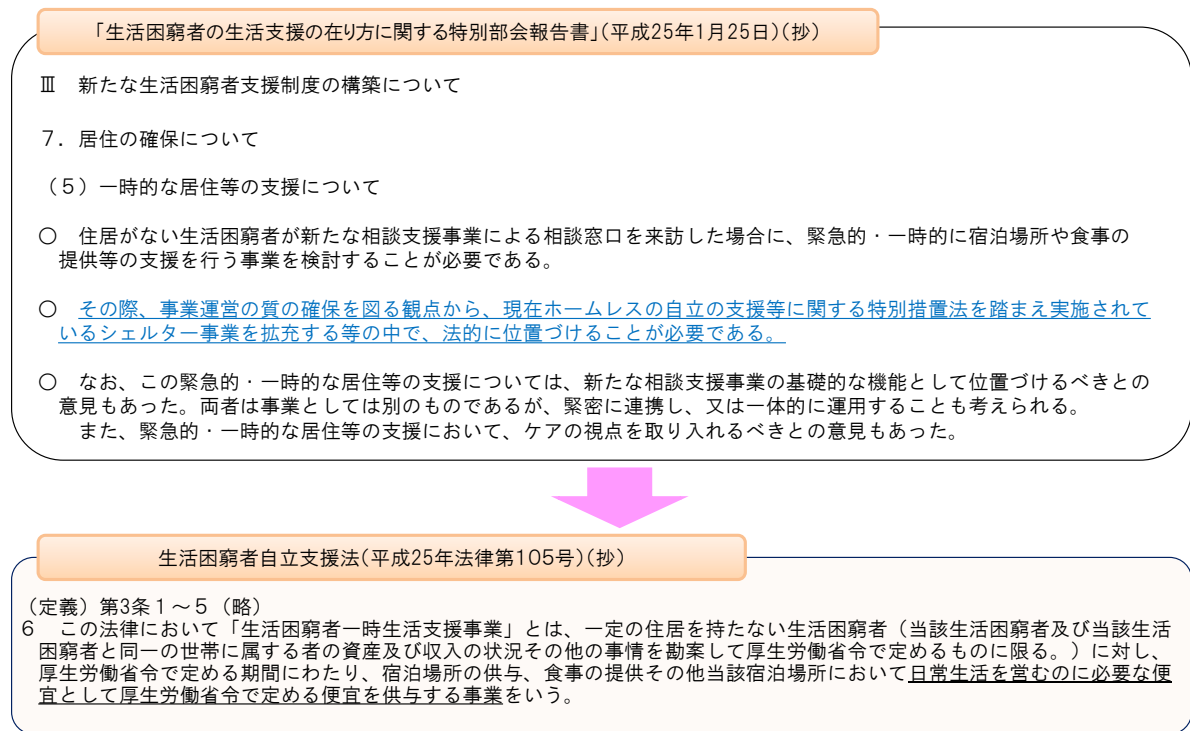 「生活困窮者の生活支援の在り方に関する特別部会報告書」(平成25年1月25日)(抄)
Ⅲ　新たな生活困窮者支援制度の構築について
７．居住の確保について
（５）一時的な居住等の支援について
○　住居がない生活困窮者が新たな相談支援事業による相談窓口を来訪した場合に、緊急的・一時的に宿泊場所や食事の
提供等の支援を行う事業を検討することが必要である。
○　その際、事業運営の質の確保を図る観点から、現在ホームレスの自立の支援等に関する特別措置法を踏まえ実施されて
いるシェルター事業を拡充する等の中で、法的に位置づけることが必要である。
○　なお、この緊急的・一時的な居住等の支援については、新たな相談支援事業の基礎的な機能として位置づけるべきとの
意見もあった。両者は事業としては別のものであるが、緊密に連携し、又は一体的に運用することも考えられる。
また、緊急的・一時的な居住等の支援において、ケアの視点を取り入れるべきとの意見もあった。
生活困窮者自立支援法(平成25年法律第105号)(抄)
（定義）第3条１～５（略）
６　この法律において「生活困窮者一時生活支援事業」とは、一定の住居を持たない生活困窮者（当該生活困窮者及び当該生活
困窮者と同一の世帯に属する者の資産及び収入の状況その他の事情を勘案して厚生労働省令で定めるものに限る。）に対し、
厚生労働省令で定める期間にわたり、宿泊場所の供与、食事の提供その他当該宿泊場所において日常生活を営むのに必要な便
宜として厚生労働省令で定める便宜を供与する事業をいう。